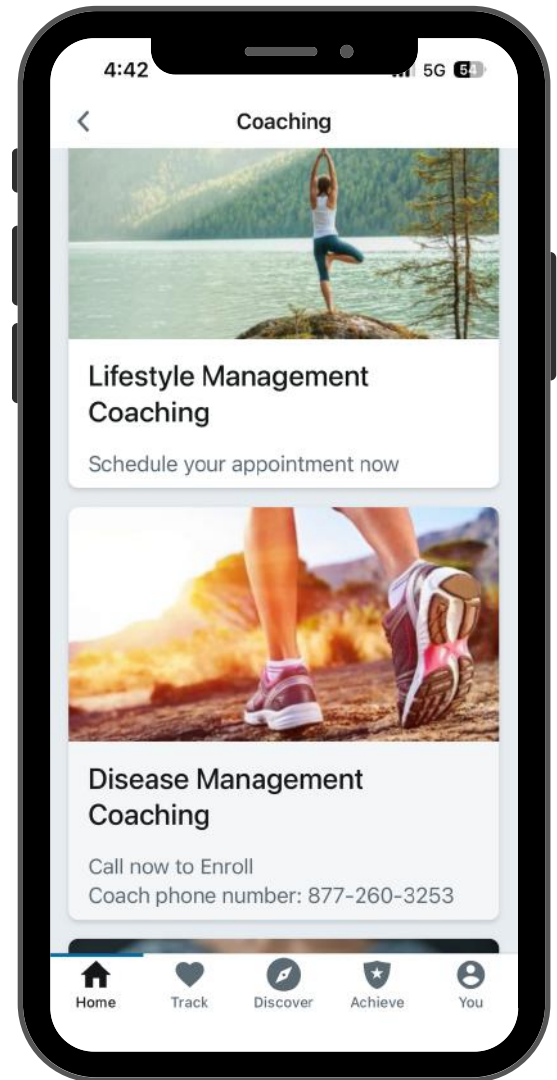 4:42 5G 54
Coaching
Lifestyle Management
Coaching
Schedule your appointment now
Disease Management
Coaching
Call now to Enroll
Coach phone number: 877-260-3253
Home Track Discover Achieve You